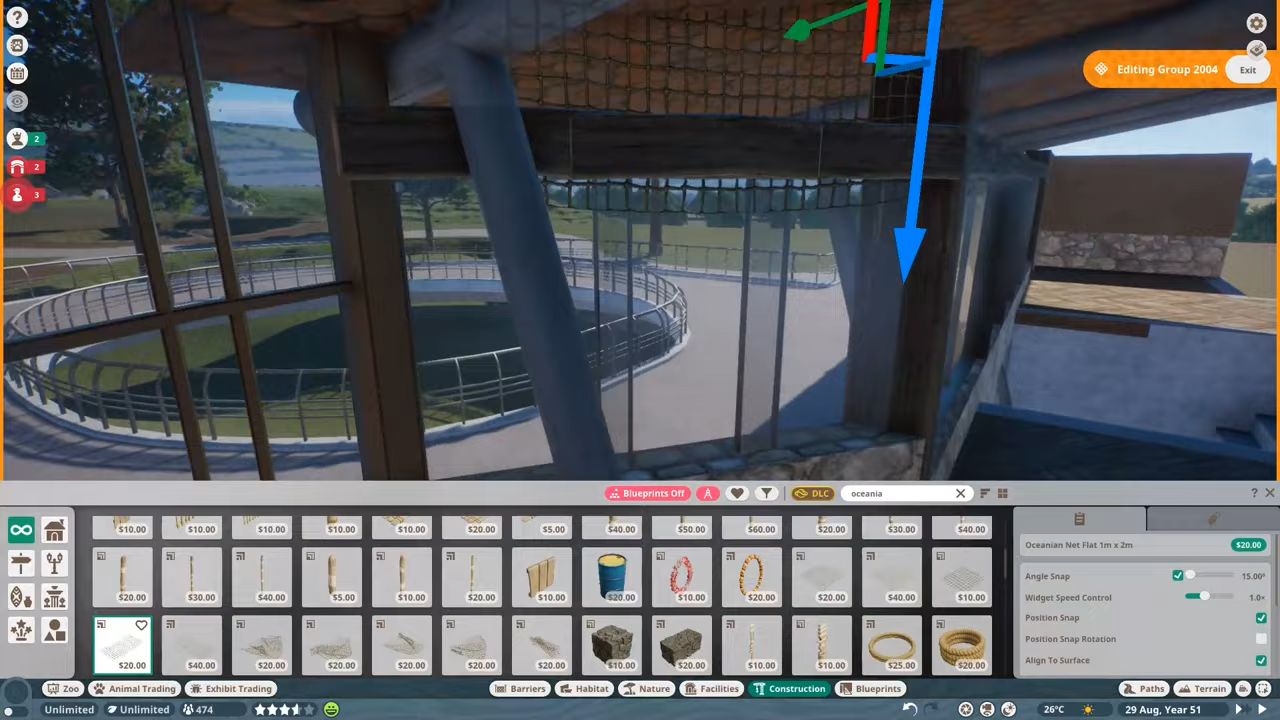 ?
Editing Group 2004
Exit
2
2
3
Blueprints Off
DLC
oceania
?
$10.00 $10.00 $10.00 $10.00 $10.00 $20.00 $5.00 $40.00 $50.00 $60.00 $20.00 $30.00 $40.00
$20.00 $30.00 $40.00 $5.00 $10.00 $20.00 $10.00 $20.00 $10.00 $20.00 $20.00 $40.00 $10.00
$20.00 $40.00 $20.00 $20.00 $20.00 $20.00 $20.00 $10.00 $20.00 $10.00 $20.00 $25.00 $20.00
Oceanian Net Flat 1m x 2m $20.00
Angle Snap 15.00°
Widget Speed Control 1.0×
Position Snap
Position Snap Rotation
Align To Surface
Zoo Animal Trading Exhibit Trading Barriers Habitat Nature Facilities Construction Blueprints Paths Terrain
Unlimited Unlimited 474 26°C 29 Aug, Year 51